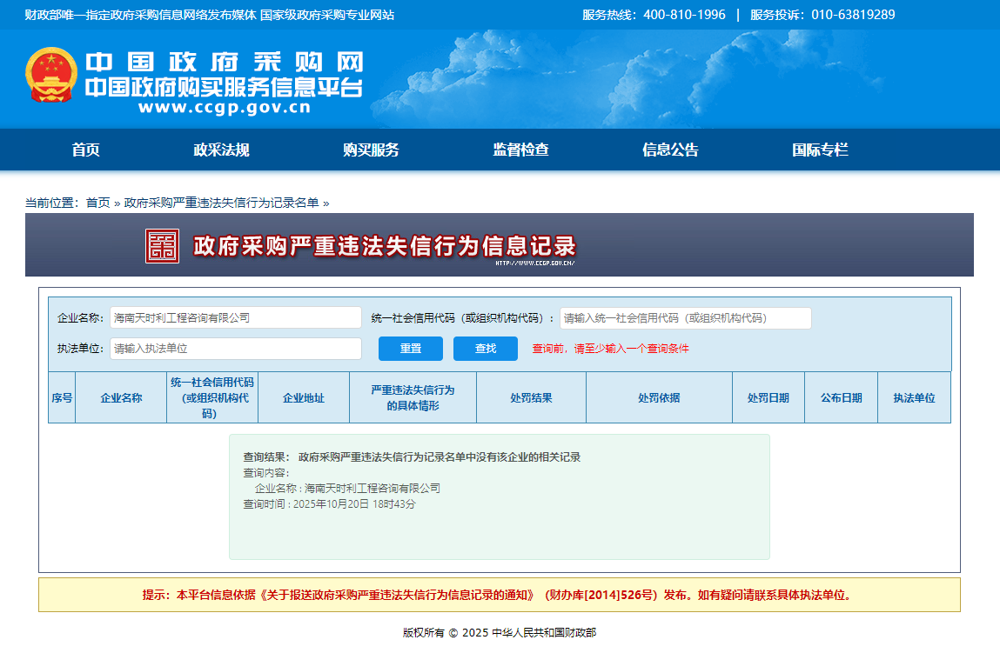 财政部唯一指定政府采购信息网络发布媒体 国家级政府采购专业网站
服务热线：400-810-1996 | 服务投诉：010-63819289
中国政府采购网
中国政府购买服务信息平台
www.ccgp.gov.cn
首页 政采法规 购买服务 监督检查 信息公告 国际专栏
当前位置：首页 » 政府采购严重违法失信行为记录名单 »
政府采购严重违法失信行为信息记录
HTTP://WWW.CCGP.GOV.CN/
企业名称： 海南天时利工程咨询有限公司 统一社会信用代码（或组织机构代码）： 请输入统一社会信用代码（或组织机构代码）
执法单位： 请输入执法单位 重置 查找 查询前，请至少输入一个查询条件
序号 企业名称 统一社会信用代码（或组织机构代码） 企业地址 严重违法失信行为的具体情形 处罚结果 处罚依据 处罚日期 公布日期 执法单位
查询结果： 政府采购严重违法失信行为记录名单中没有该企业的相关记录
查询内容：
企业名称 : 海南天时利工程咨询有限公司
查询时间 : 2025年10月20日 18时43分
提示：本平台信息依据《关于报送政府采购严重违法失信行为信息记录的通知》（财办库[2014]526号）发布。如有疑问请联系具体执法单位。
版权所有 © 2025 中华人民共和国财政部